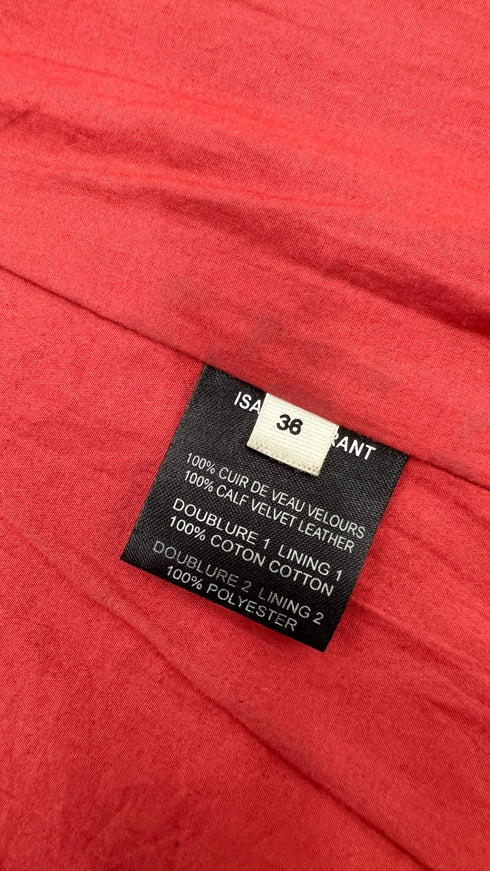 ISA RANT
36
100% CUIR DE VEAU VELOURS
100% CALF VELVET LEATHER
DOUBLURE 1 LINING 1
100% COTON COTTON
DOUBLURE 2 LINING 2
100% POLYESTER